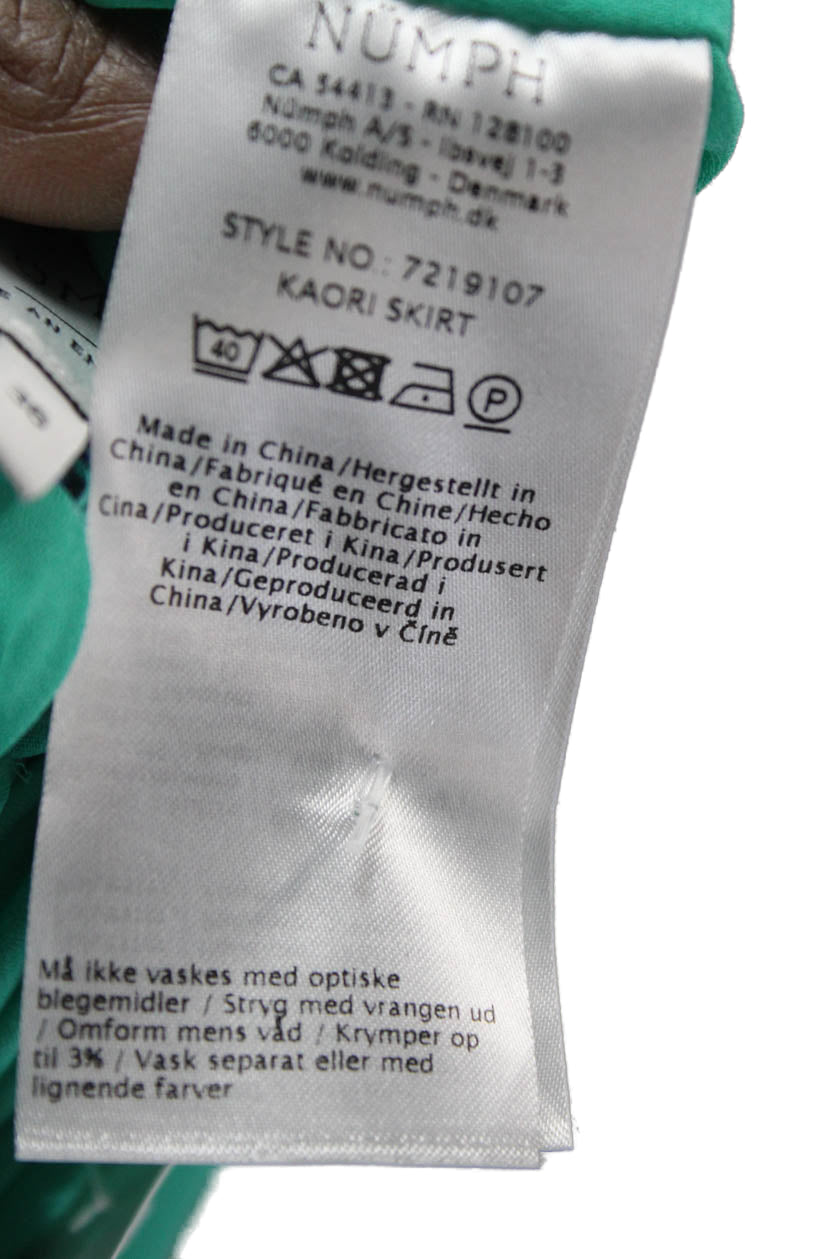 NÜMPH
CA 54413 - RN 128100
Nümph A/S - Ibsvej 1-3
6000 Kolding - Denmark
www.numph.dk
STYLE NO.: 7219107
KAORI SKIRT
40
P
Made in China/Hergestellt in
China/Fabriqué en Chine/Hecho
en China/Fabbricato in
Cina/Produceret i Kina/Produsert
i Kina/Producerad i
Kina/Geproduceerd in
China/Vyrobeno v Číně
Må ikke vaskes med optiske
blegemidler / Stryg med vrangen ud
/ Omform mens våd / Krymper op
til 3% / Vask separat eller med
lignende farver
36